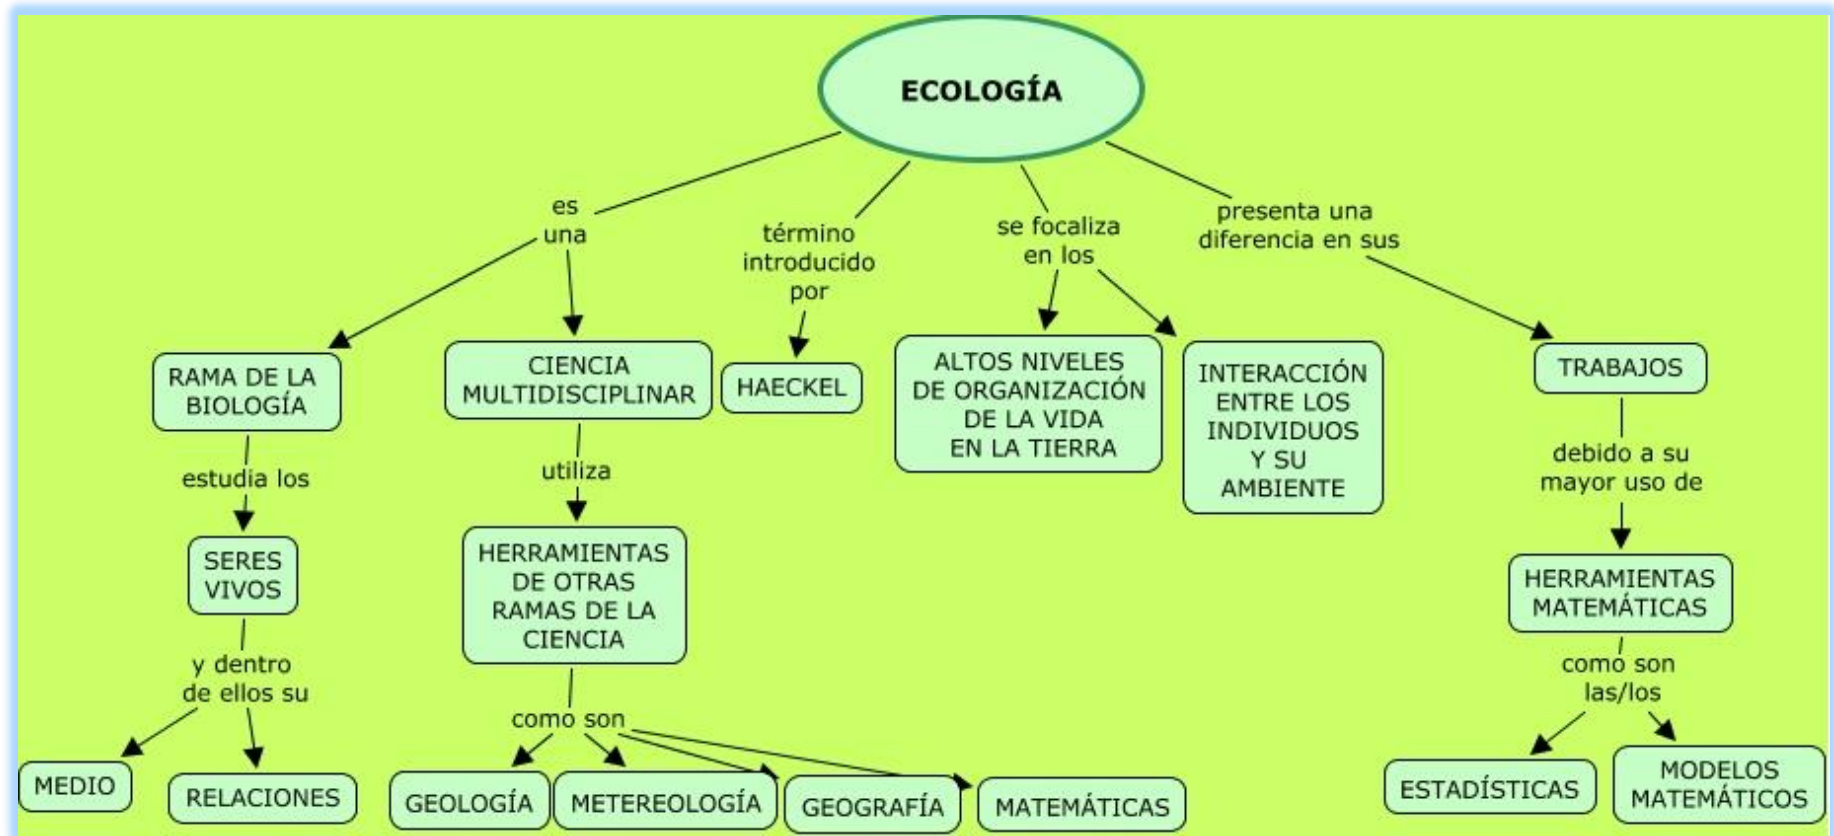 ECOLOGÍA
es
una
término
introducido
por
se focaliza
en los
presenta una
diferencia en sus
RAMA DE LA
BIOLOGÍA
CIENCIA
MULTIDISCIPLINAR
HAECKEL
ALTOS NIVELES
DE ORGANIZACIÓN
DE LA VIDA
EN LA TIERRA
INTERACCIÓN
ENTRE LOS
INDIVIDUOS
Y SU
AMBIENTE
TRABAJOS
estudia los
utiliza
debido a su
mayor uso de
SERES
VIVOS
HERRAMIENTAS
DE OTRAS
RAMAS DE LA
CIENCIA
HERRAMIENTAS
MATEMÁTICAS
y dentro
de ellos su
como son
como son
las/los
MEDIO
RELACIONES
GEOLOGÍA
METEREOLOGÍA
GEOGRAFÍA
MATEMÁTICAS
ESTADÍSTICAS
MODELOS
MATEMÁTICOS